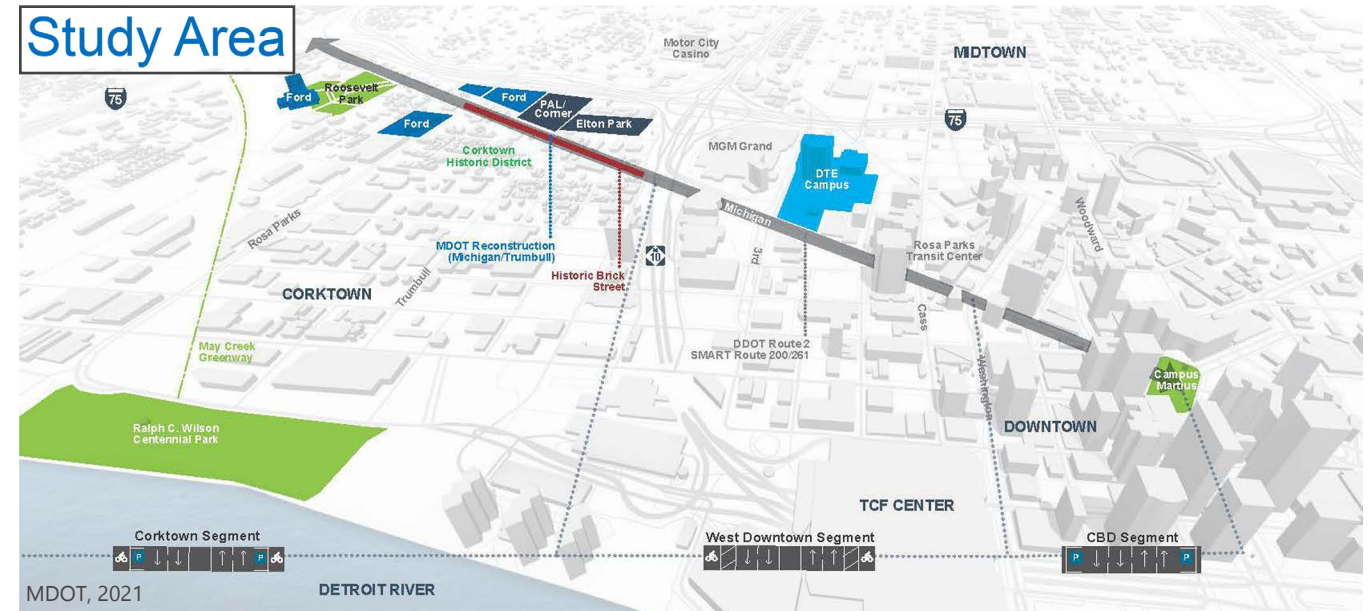 Study Area
Motor City
Casino
MIDTOWN
75
Ford
Roosevelt
Park
Ford
Ford
PAL/
Corner
Elton Park
75
Corktown
Historic District
MGM Grand
DTE
Campus
Michigan
Woodward
Rosa Parks
Trumbull
MDOT Reconstruction
(Michigan/Trumbull)
Historic Brick
Street
10
3rd
Rosa Parks
Transit Center
Cass
CORKTOWN
May Creek
Greenway
DDOT Route 2
SMART Route 200/261
Washington
Campus
Martius
Ralph C. Wilson
Centennial Park
DOWNTOWN
TCF CENTER
Corktown Segment
P
P
West Downtown Segment
CBD Segment
P
P
MDOT, 2021
DETROIT RIVER